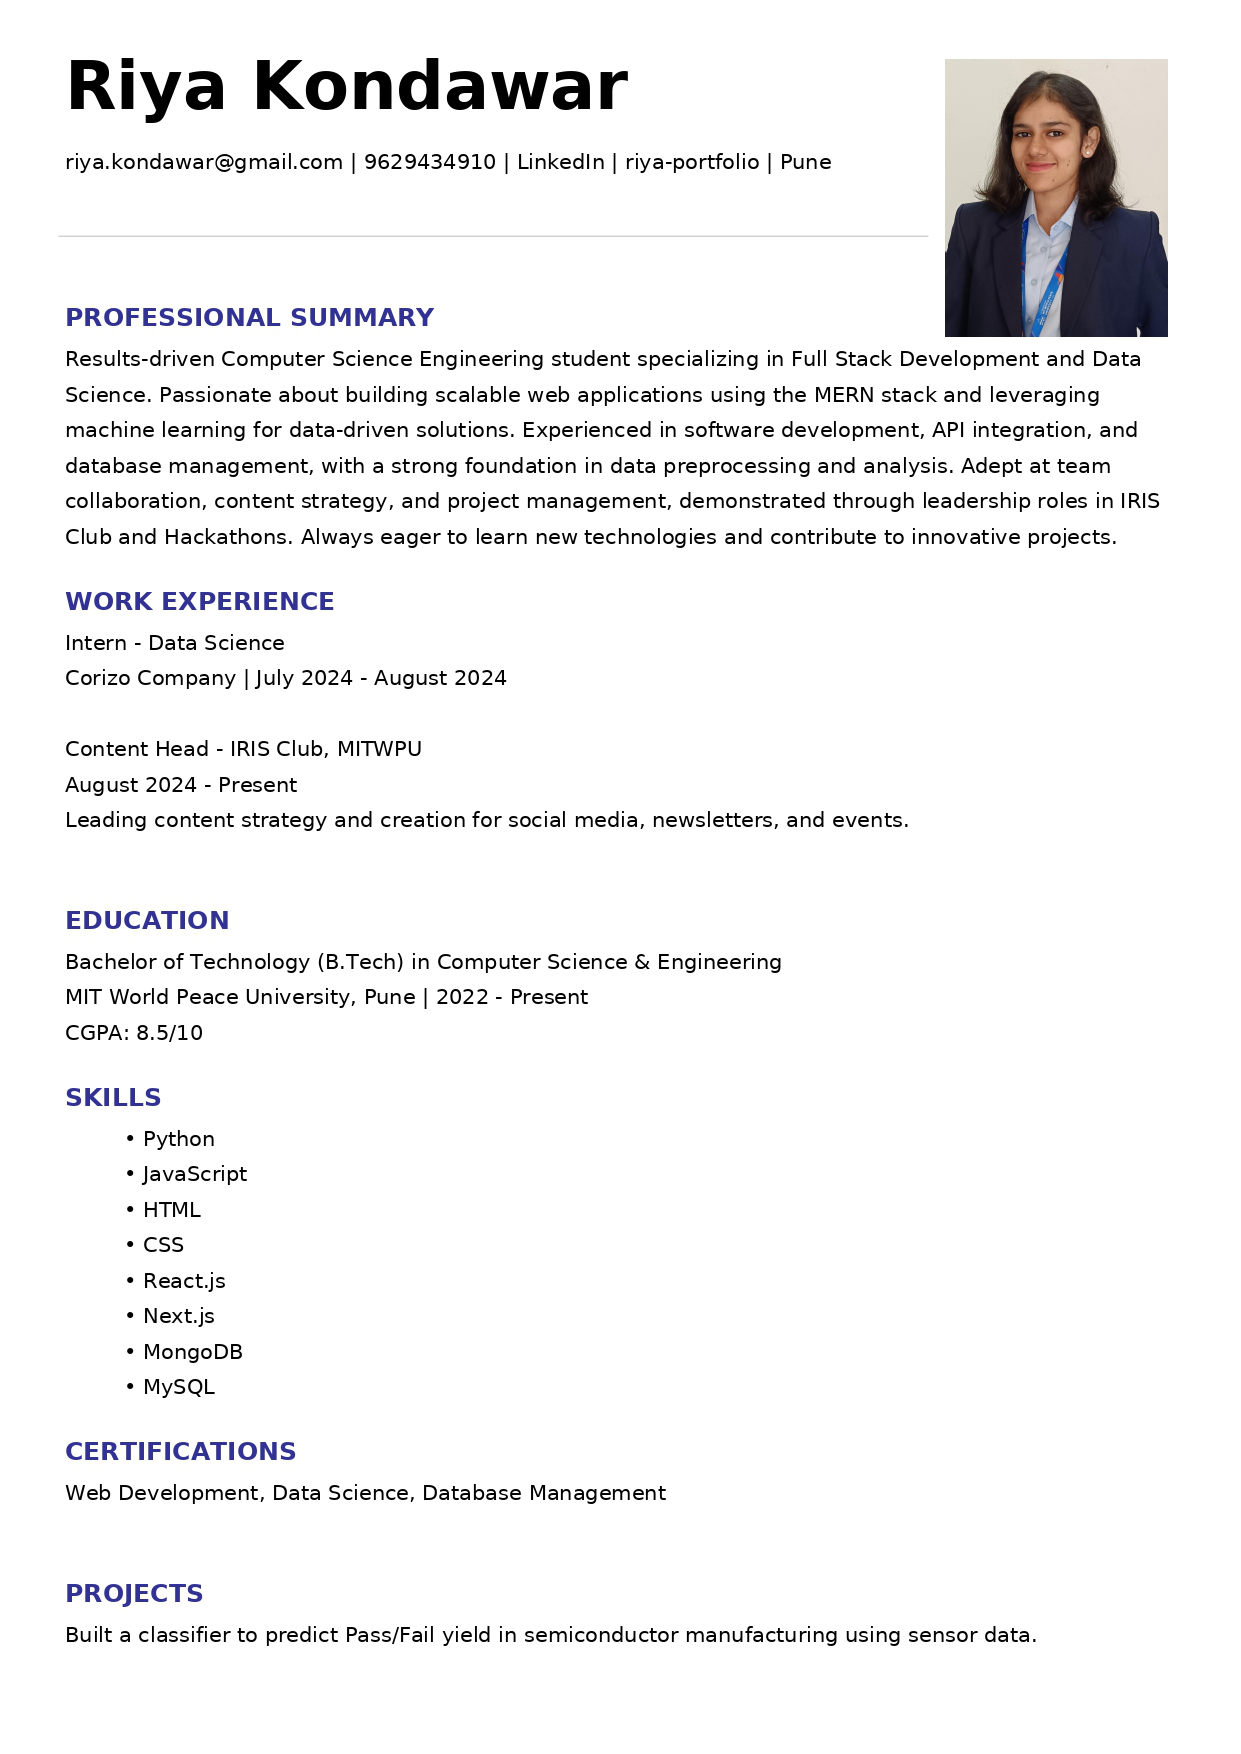 Riya Kondawar
riya.kondawar@gmail.com | 9629434910 | LinkedIn | riya-portfolio | Pune
PROFESSIONAL SUMMARY
Results-driven Computer Science Engineering student specializing in Full Stack Development and Data
Science. Passionate about building scalable web applications using the MERN stack and leveraging
machine learning for data-driven solutions. Experienced in software development, API integration, and
database management, with a strong foundation in data preprocessing and analysis. Adept at team
collaboration, content strategy, and project management, demonstrated through leadership roles in IRIS
Club and Hackathons. Always eager to learn new technologies and contribute to innovative projects.
WORK EXPERIENCE
Intern - Data Science
Corizo Company | July 2024 - August 2024
Content Head - IRIS Club, MITWPU
August 2024 - Present
Leading content strategy and creation for social media, newsletters, and events.
EDUCATION
Bachelor of Technology (B.Tech) in Computer Science & Engineering
MIT World Peace University, Pune | 2022 - Present
CGPA: 8.5/10
SKILLS
• Python
• JavaScript
• HTML
• CSS
• React.js
• Next.js
• MongoDB
• MySQL
CERTIFICATIONS
Web Development, Data Science, Database Management
PROJECTS
Built a classifier to predict Pass/Fail yield in semiconductor manufacturing using sensor data.